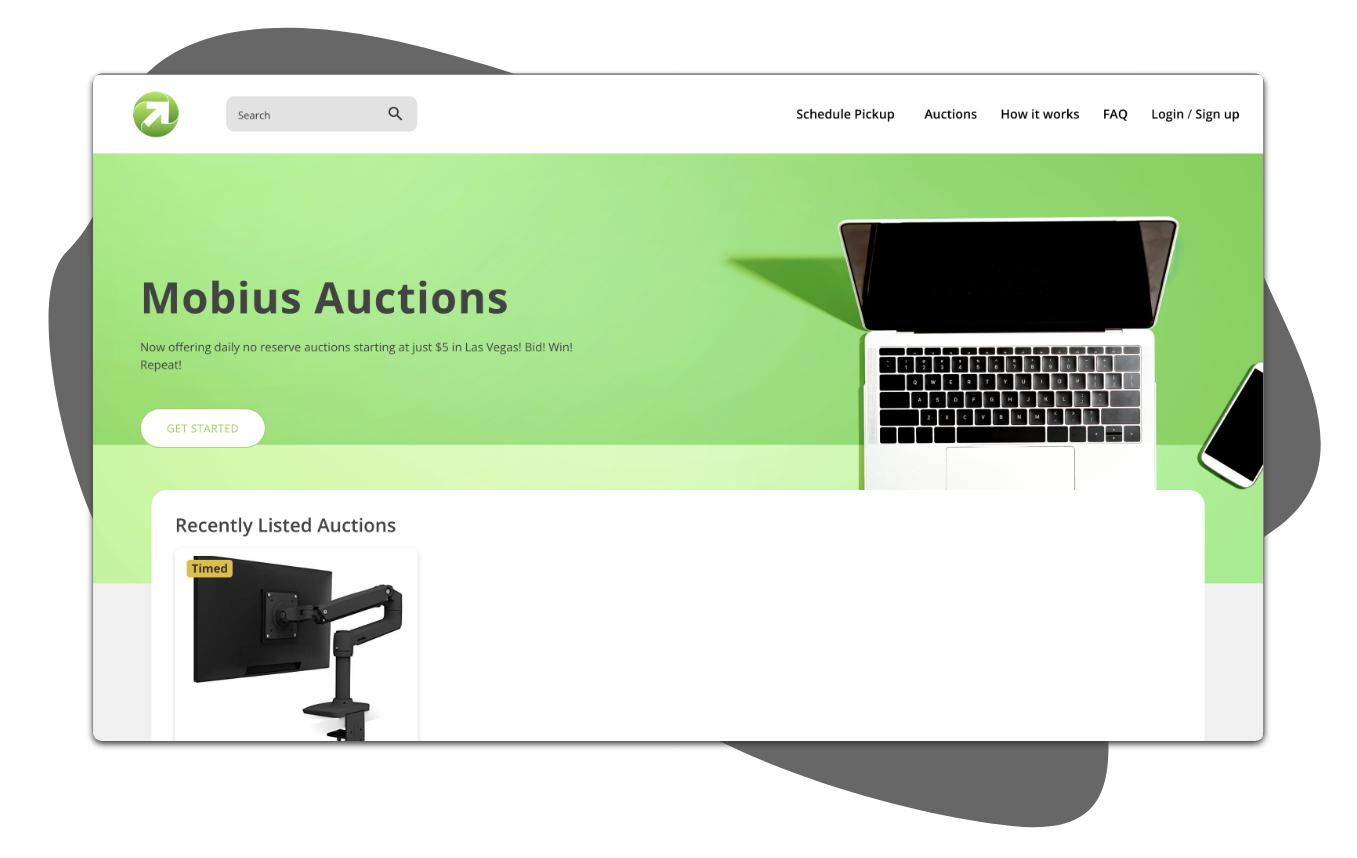 Search
Schedule Pickup
Auctions
How it works
FAQ
Login / Sign up
Mobius Auctions
Now offering daily no reserve auctions starting at just $5 in Las Vegas! Bid! Win!
Repeat!
GET STARTED
Recently Listed Auctions
Timed